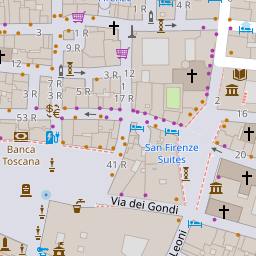 1 R
9 R
3 R
12 R
1 R
17 R
53 R
5 R
2
16
Banca
Toscana
San Firenze
Suites
20
41 R
Via dei Gondi
Leoni